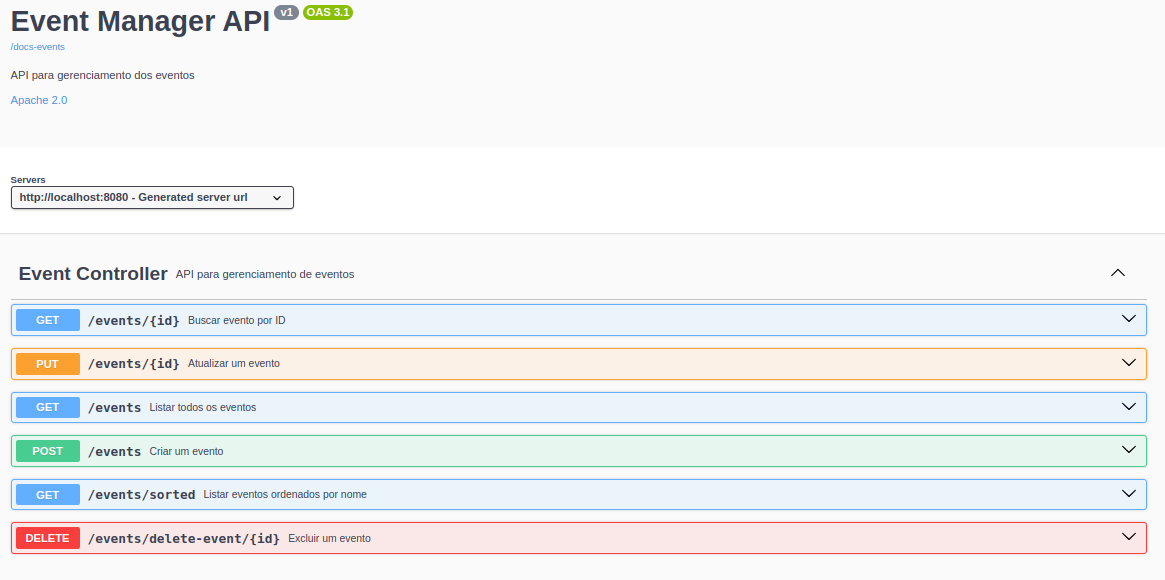 Event Manager API v1 OAS 3.1
/docs-events
API para gerenciamento dos eventos
Apache 2.0
Servers
http://localhost:8080 - Generated server url
Event Controller API para gerenciamento de eventos
GET /events/{id} Buscar evento por ID
PUT /events/{id} Atualizar um evento
GET /events Listar todos os eventos
POST /events Criar um evento
GET /events/sorted Listar eventos ordenados por nome
DELETE /events/delete-event/{id} Excluir um evento